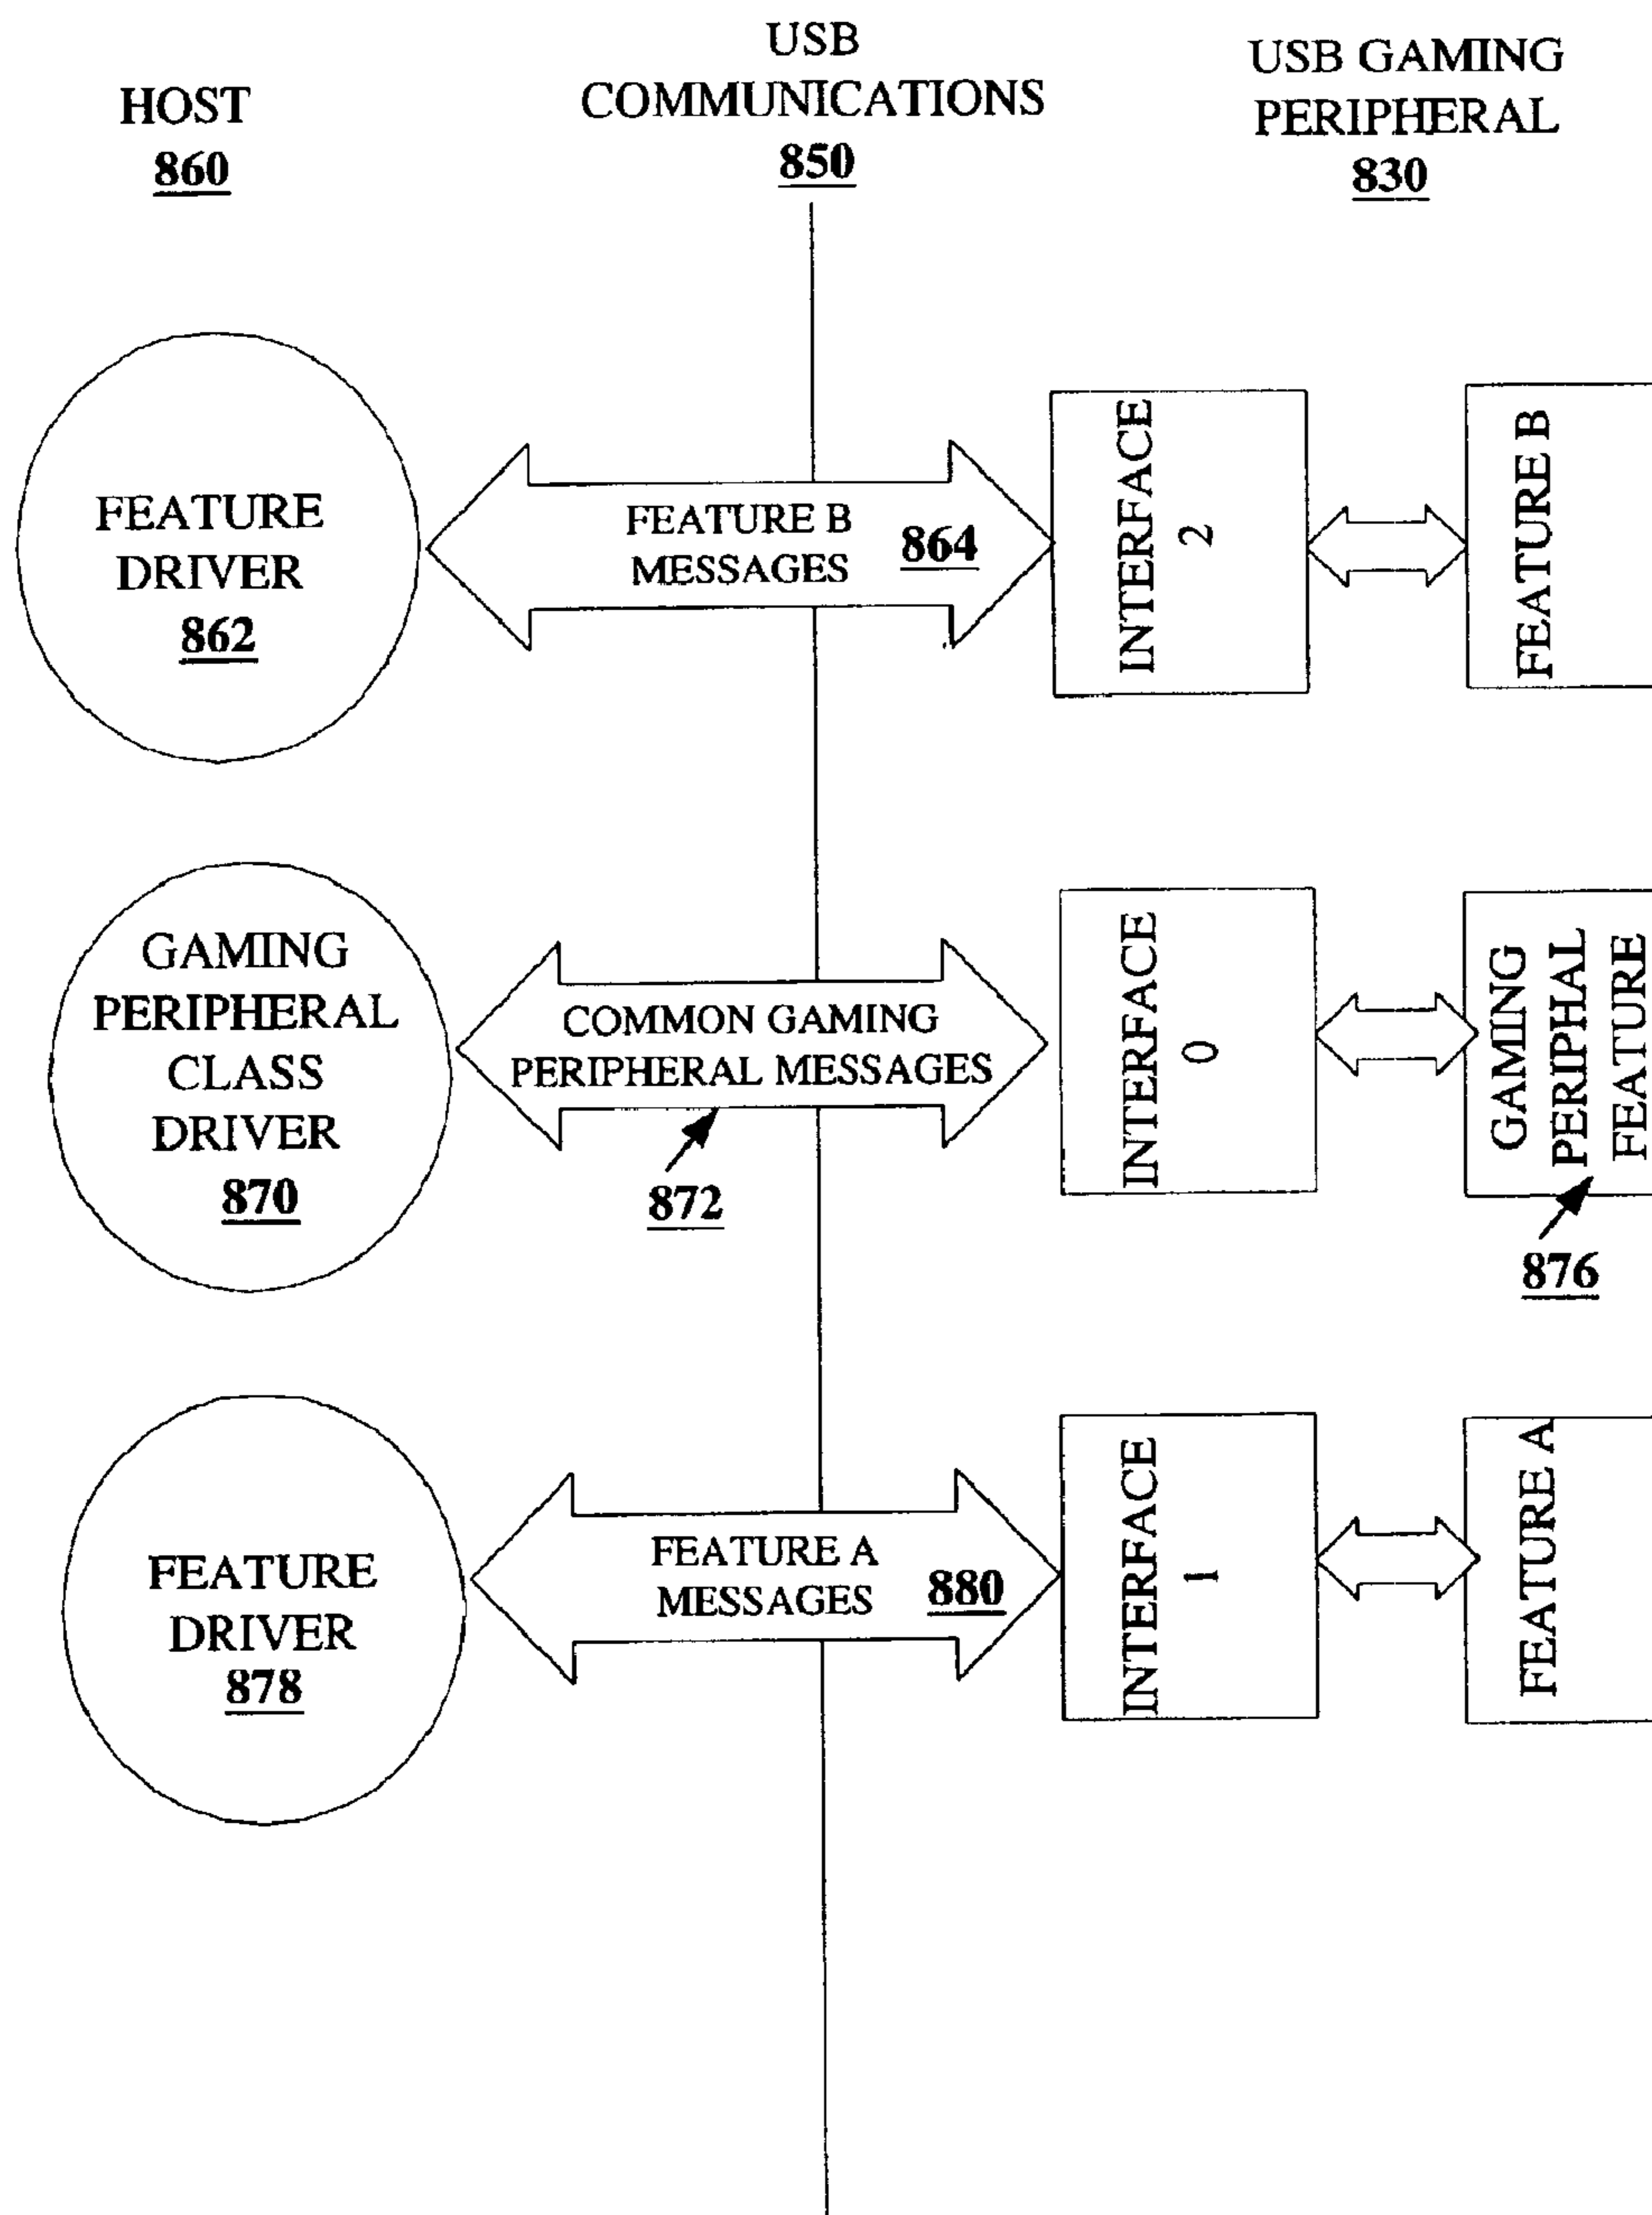 HOST
860
USB
COMMUNICATIONS
850
USB GAMING
PERIPHERAL
830
FEATURE
DRIVER
862
FEATURE B
MESSAGES
864
INTERFACE
2
FEATURE B
GAMING
PERIPHERAL
CLASS
DRIVER
870
COMMON GAMING
PERIPHERAL MESSAGES
872
INTERFACE
0
GAMING
PERIPHAL
FEATURE
876
FEATURE
DRIVER
878
FEATURE A
MESSAGES
880
INTERFACE
1
FEATURE A